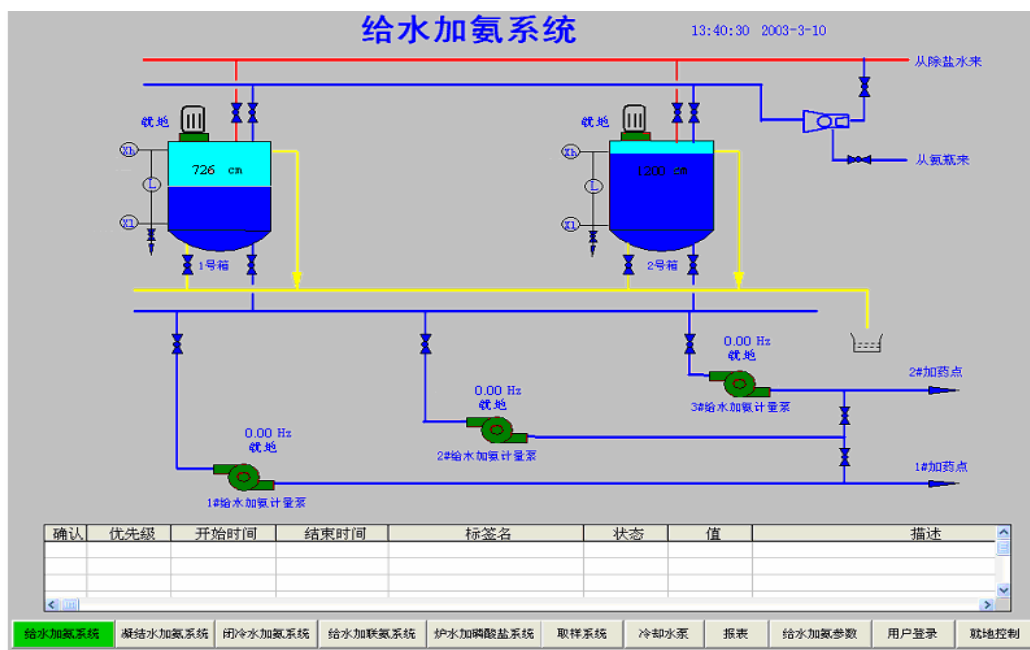 给水加氨系统
13:40:30 2003-3-10
从除盐水来
就地
就地
Xh
Xh
726 cm
1200 cm
从氨瓶来
L
L
Xl
Xl
1号箱
2号箱
0.00 Hz
就地
2#加药点
0.00 Hz
就地
3#给水加氨计量泵
0.00 Hz
就地
2#给水加氨计量泵
1#加药点
1#给水加氨计量泵
确认 优先级 开始时间 结束时间 标签名 状态 值 描述
给水加氨系统 凝结水加氨系统 闭冷水加氨系统 给水加联氨系统 炉水加磷酸盐系统 取样系统 冷却水泵 报表 给水加氨参数 用户登录 就地控制